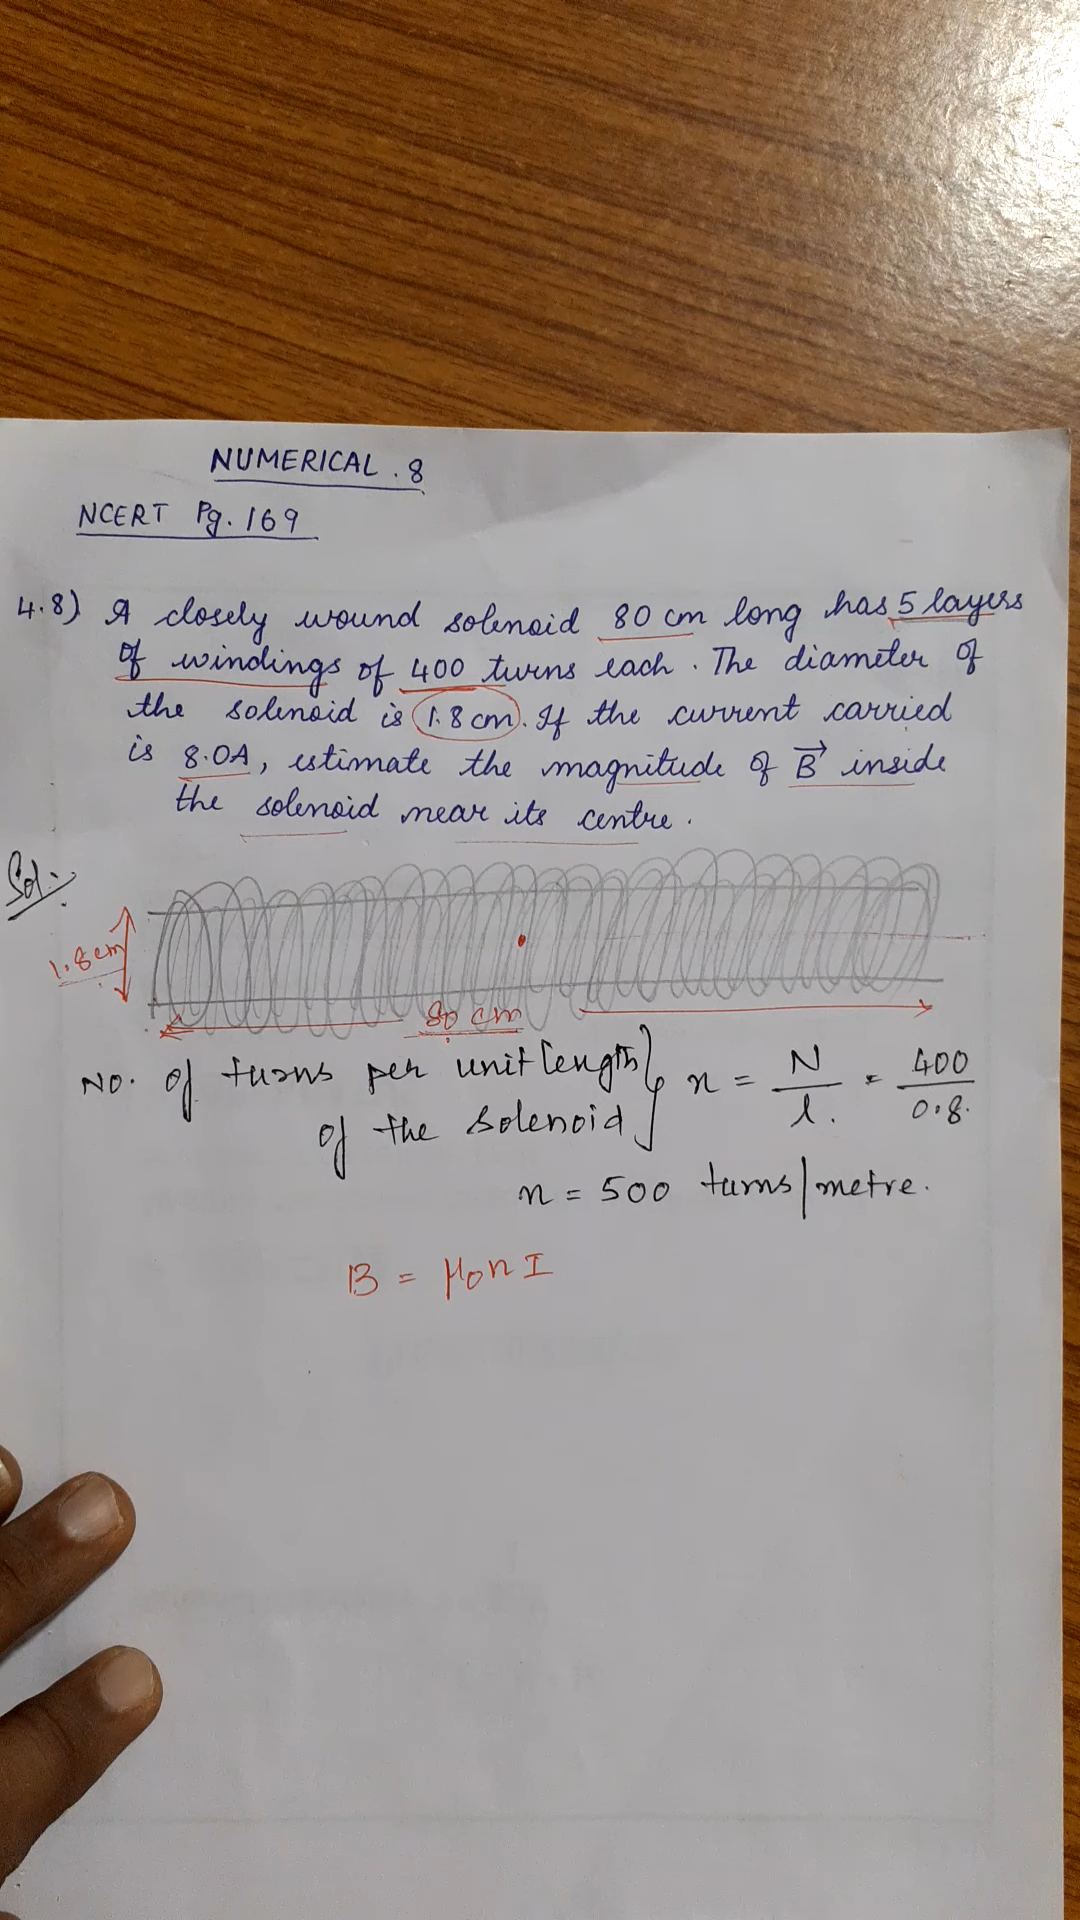 NUMERICAL . 8
NCERT Pg. 169
4.8) A closely wound solenoid 80 cm long has 5 layers
of windings of 400 turns each. The diameter of
the solenoid is 1.8 cm. If the current carried
is 8.0A, estimate the magnitude of B⃗ inside
the solenoid near its centre.
Sol:-
1.8cm
80 cm
No. of turns per unit length } n = N/l. = 400/0.8.
of the solenoid
n = 500 turns/metre.
B = μ₀nI